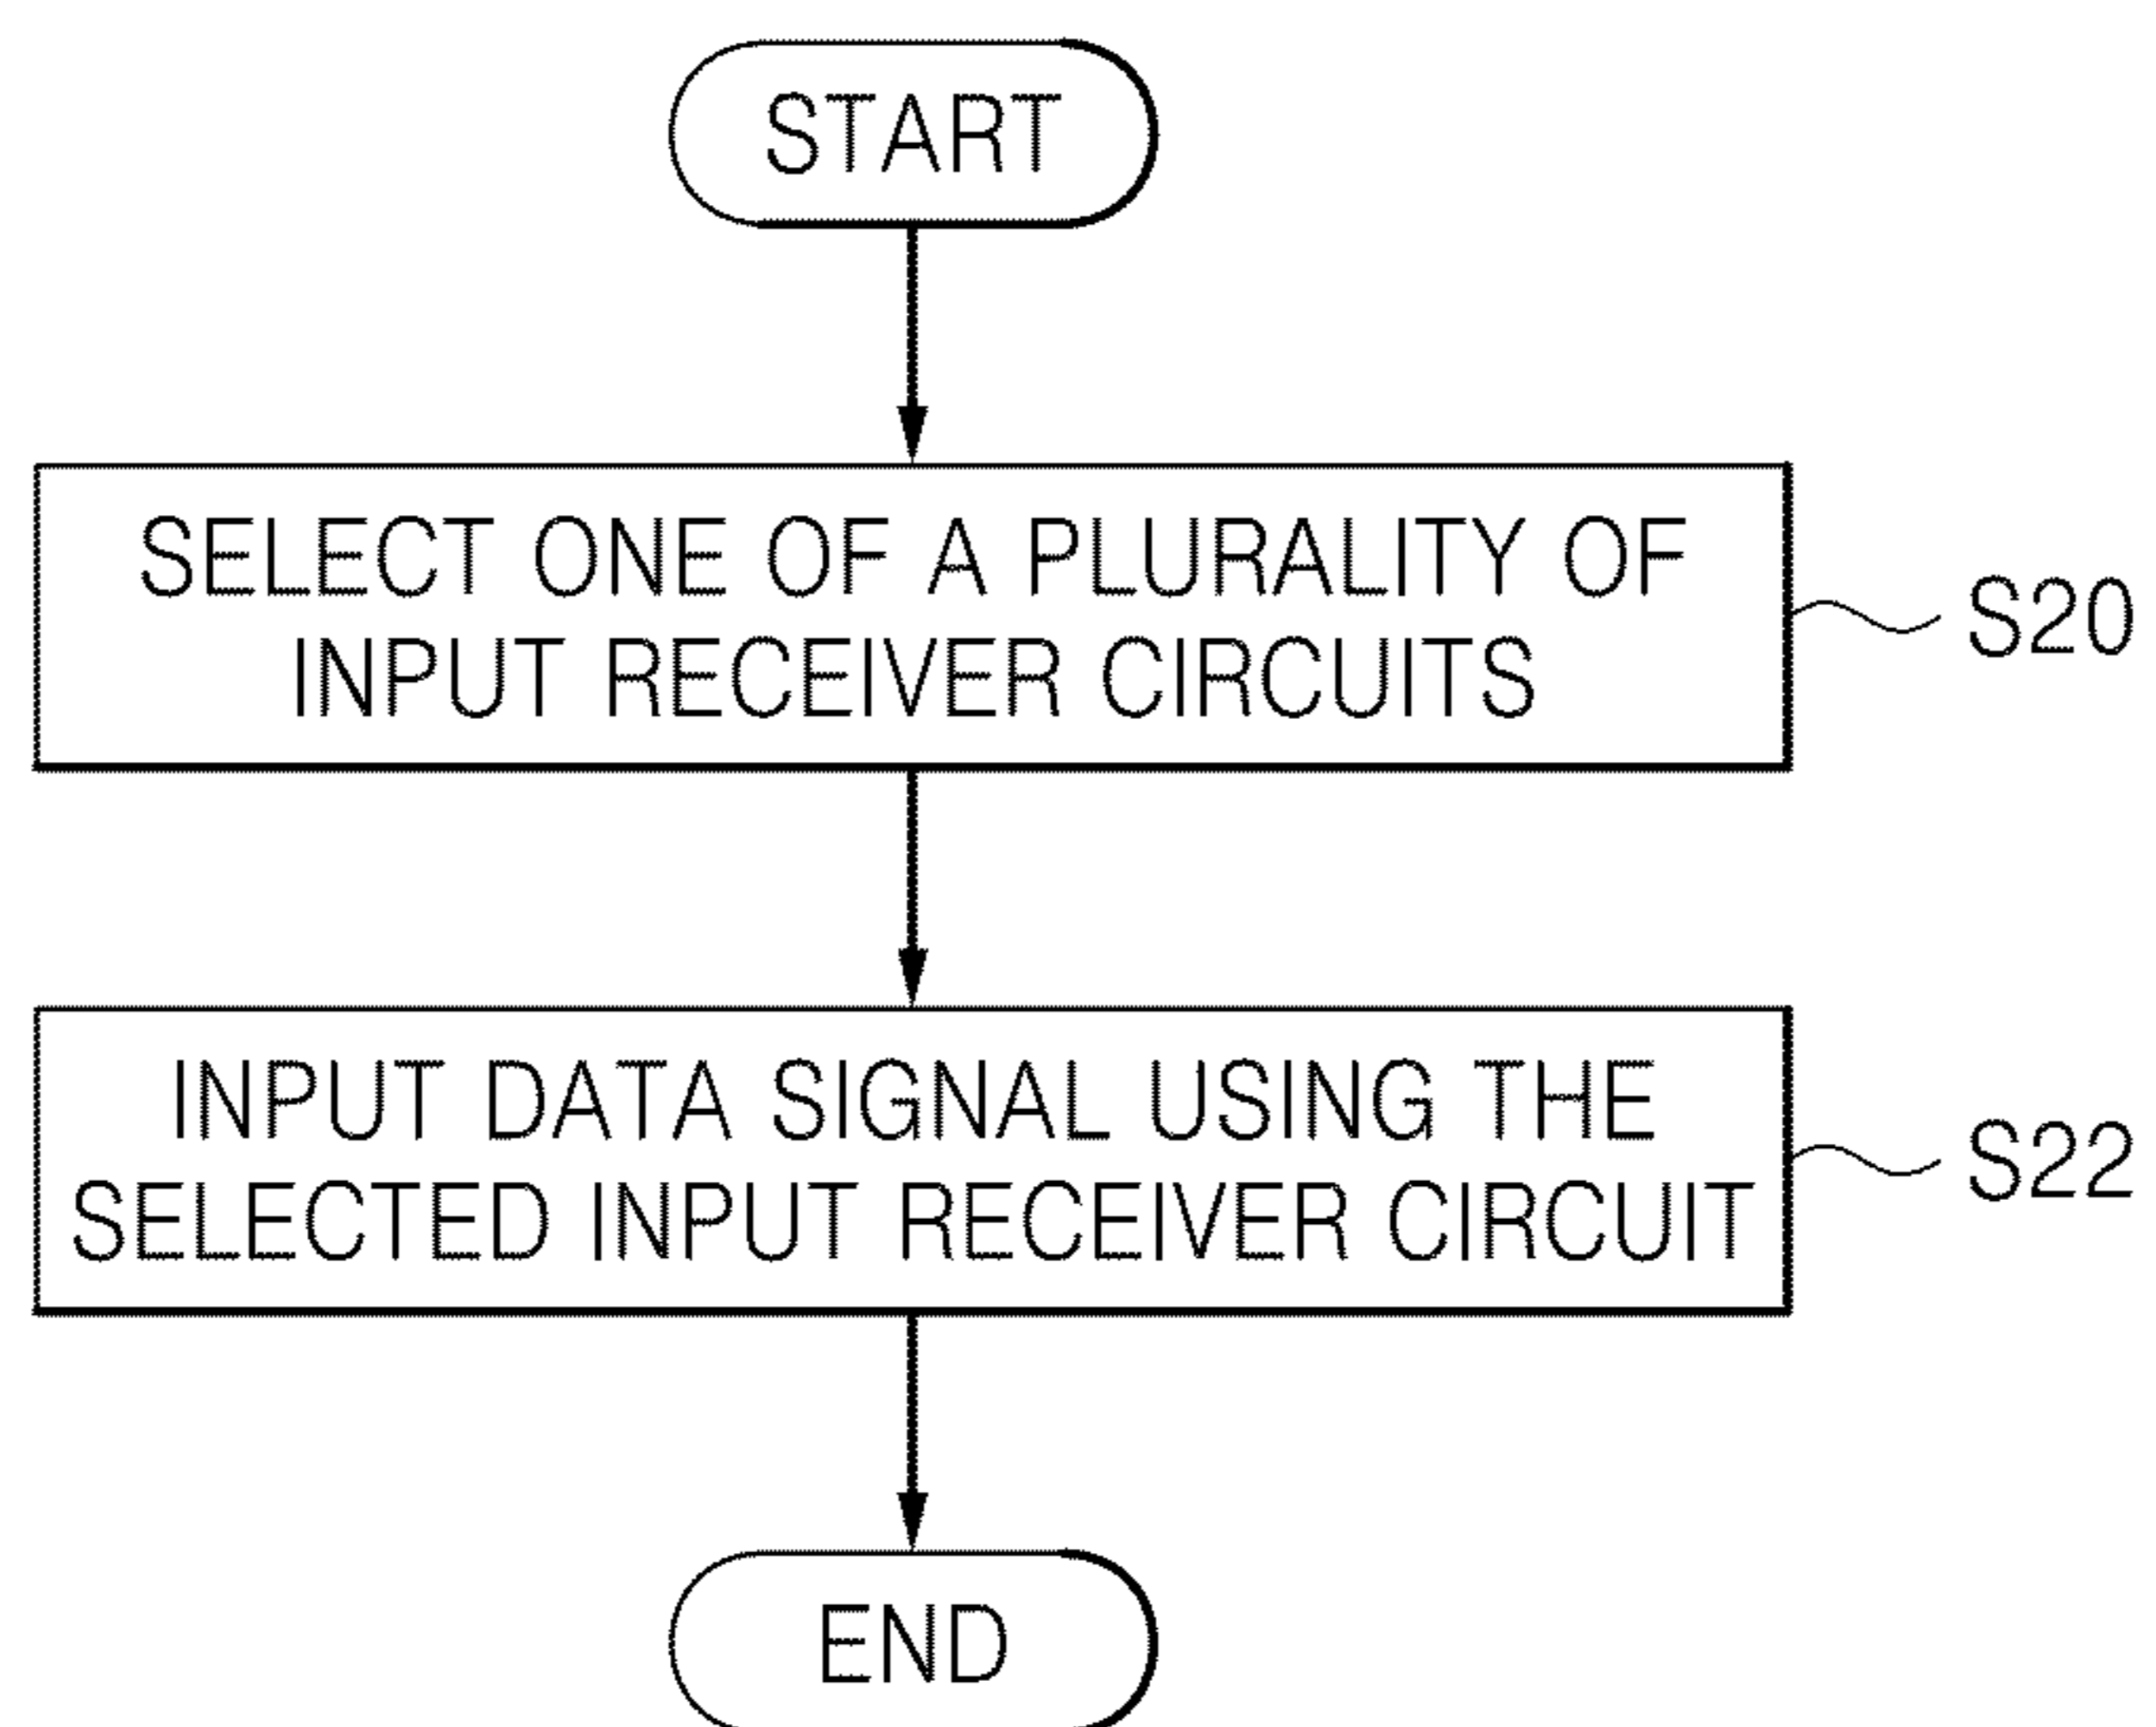 START
SELECT ONE OF A PLURALITY OF
INPUT RECEIVER CIRCUITS
S20
INPUT DATA SIGNAL USING THE
SELECTED INPUT RECEIVER CIRCUIT
S22
END